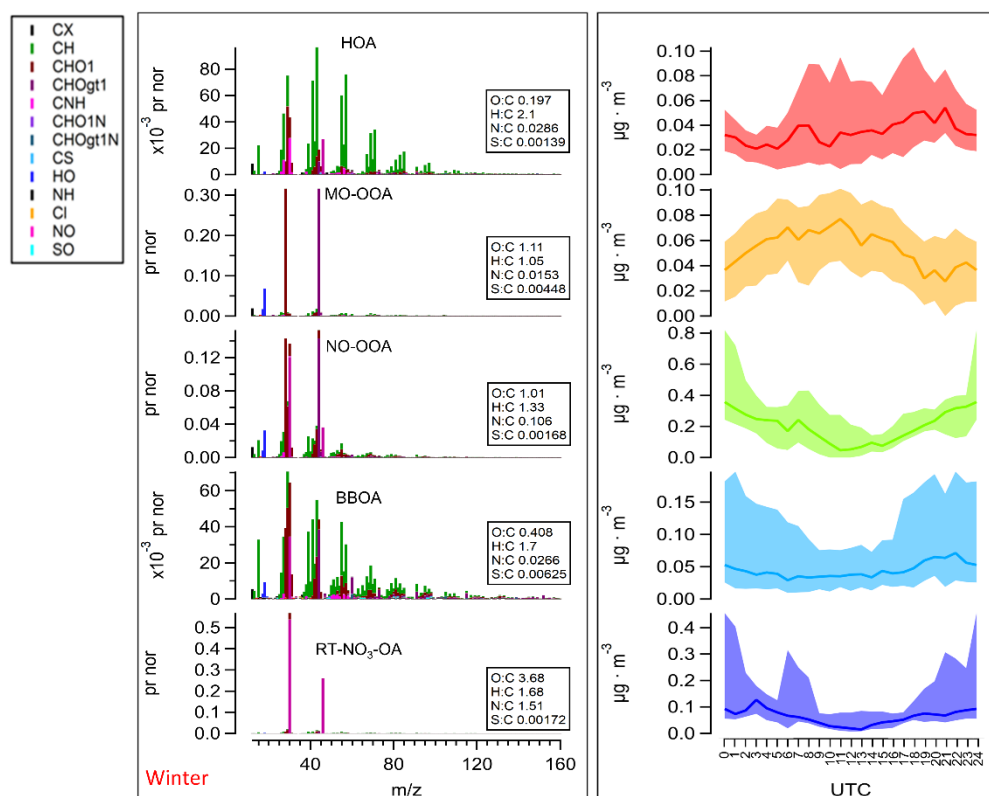 CX
CH
CHO1
CHOgt1
CNH
CHO1N
CHOgt1N
CS
HO
NH
Cl
NO
SO
HOA
x10⁻³ pr nor
80
60
40
20
0
O:C 0.197
H:C 2.1
N:C 0.0286
S:C 0.00139
MO-OOA
pr nor
0.30
0.20
0.10
0.00
O:C 1.11
H:C 1.05
N:C 0.0153
S:C 0.00448
NO-OOA
pr nor
0.12
0.08
0.04
0.00
O:C 1.01
H:C 1.33
N:C 0.106
S:C 0.00168
BBOA
x10⁻³ pr nor
60
40
20
0
O:C 0.408
H:C 1.7
N:C 0.0266
S:C 0.00625
RT-NO₃-OA
pr nor
0.5
0.4
0.3
0.2
0.1
0.0
O:C 3.68
H:C 1.68
N:C 1.51
S:C 0.00172
40 80 120 160
Winter
m/z
µg · m⁻³
0.10
0.08
0.06
0.04
0.02
0.00
µg · m⁻³
0.10
0.08
0.06
0.04
0.02
0.00
µg · m⁻³
0.8
0.6
0.4
0.2
0.0
µg · m⁻³
0.15
0.10
0.05
0.00
µg · m⁻³
0.4
0.3
0.2
0.1
0.0
0 1 2 3 4 5 6 7 8 9 10 11 12 13 14 15 16 17 18 19 20 21 22 23 24
UTC